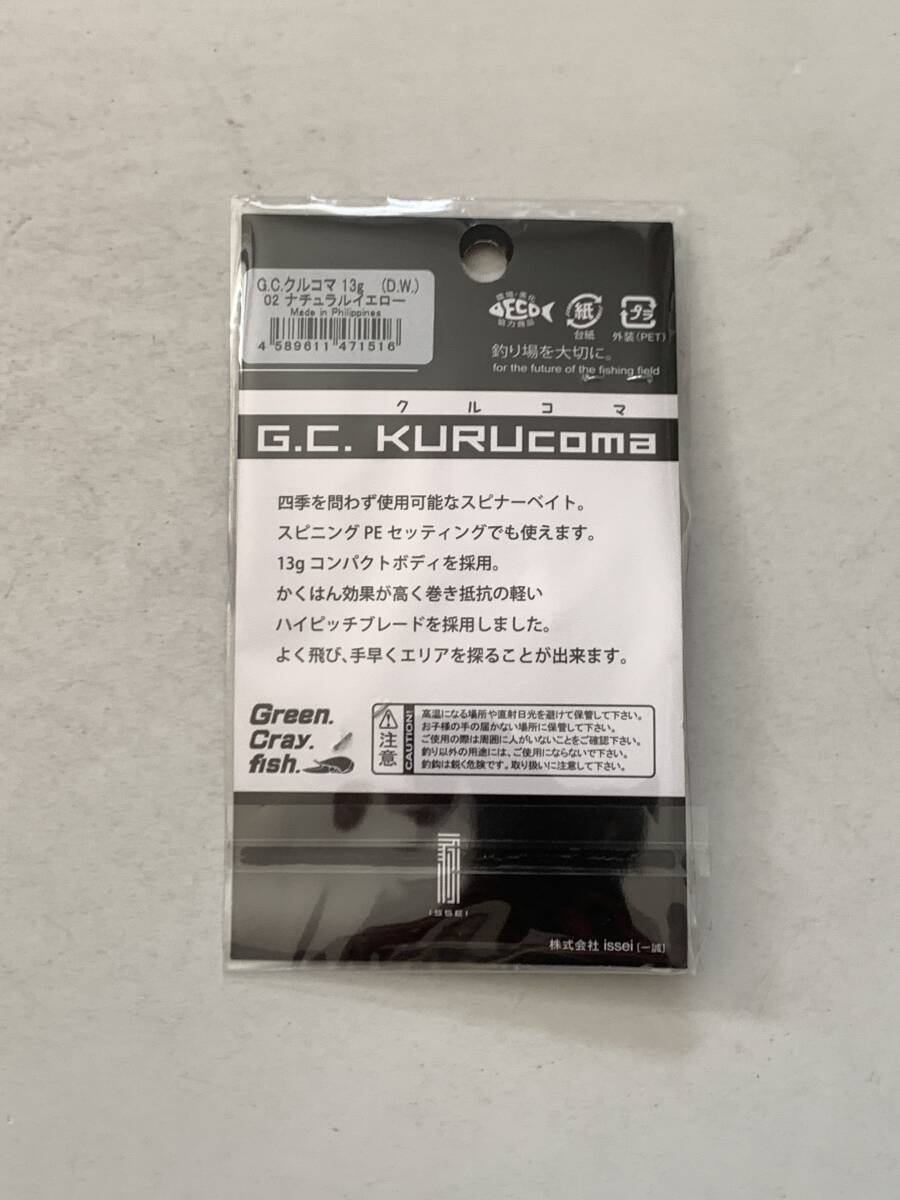 G.C.クルコマ 13g (D.W.)
02 ナチュラルイエロー
Made in Philippines
4 589611 471516
環境・美化
ECO
協力商品
紙
台紙
プラ
外装(PET)
釣り場を大切に。
for the future of the fishing field
クルコマ
G.C. KURUcoma
四季を問わず使用可能なスピナーベイト。
スピニング PE セッティングでも使えます。
13g コンパクトボディを採用。
かくはん効果が高く巻き抵抗の軽い
ハイピッチブレードを採用しました。
よく飛び、手早くエリアを探ることが出来ます。
Green.
Cray.
fish.
注意
CAUTION!
高温になる場所や直射日光を避けて保管して下さい。
お子様の手の届かない場所に保管して下さい。
ご使用の際は周囲に人がいないことをご確認下さい。
釣り以外の用途には、ご使用にならないで下さい。
釣鈎は鋭く危険です。取り扱いに注意して下さい。
ISSEI
株式会社 issei [一誠]